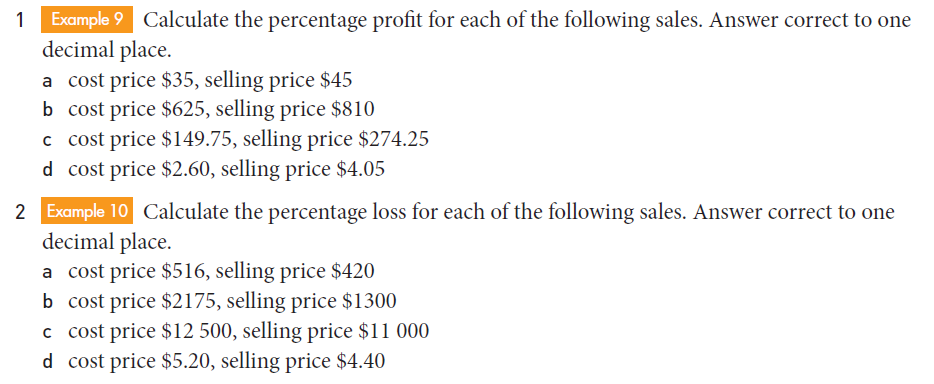 1 Example 9 Calculate the percentage profit for each of the following sales. Answer correct to one
decimal place.
a cost price $35, selling price $45
b cost price $625, selling price $810
c cost price $149.75, selling price $274.25
d cost price $2.60, selling price $4.05
2 Example 10 Calculate the percentage loss for each of the following sales. Answer correct to one
decimal place.
a cost price $516, selling price $420
b cost price $2175, selling price $1300
c cost price $12 500, selling price $11 000
d cost price $5.20, selling price $4.40